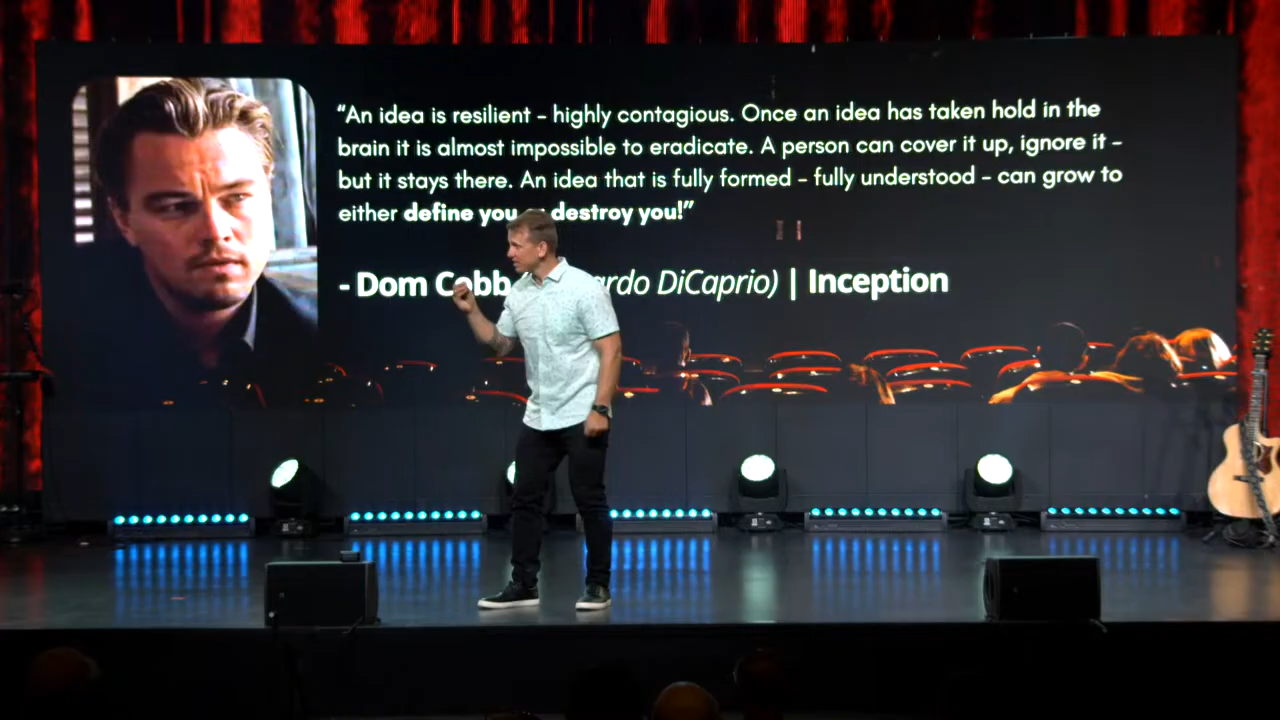 “An idea is resilient - highly contagious. Once an idea has taken hold in the
brain it is almost impossible to eradicate. A person can cover it up, ignore it -
but it stays there. An idea that is fully formed - fully understood - can grow to
either define you destroy you!”
- Dom Cobb ardo DiCaprio) | Inception